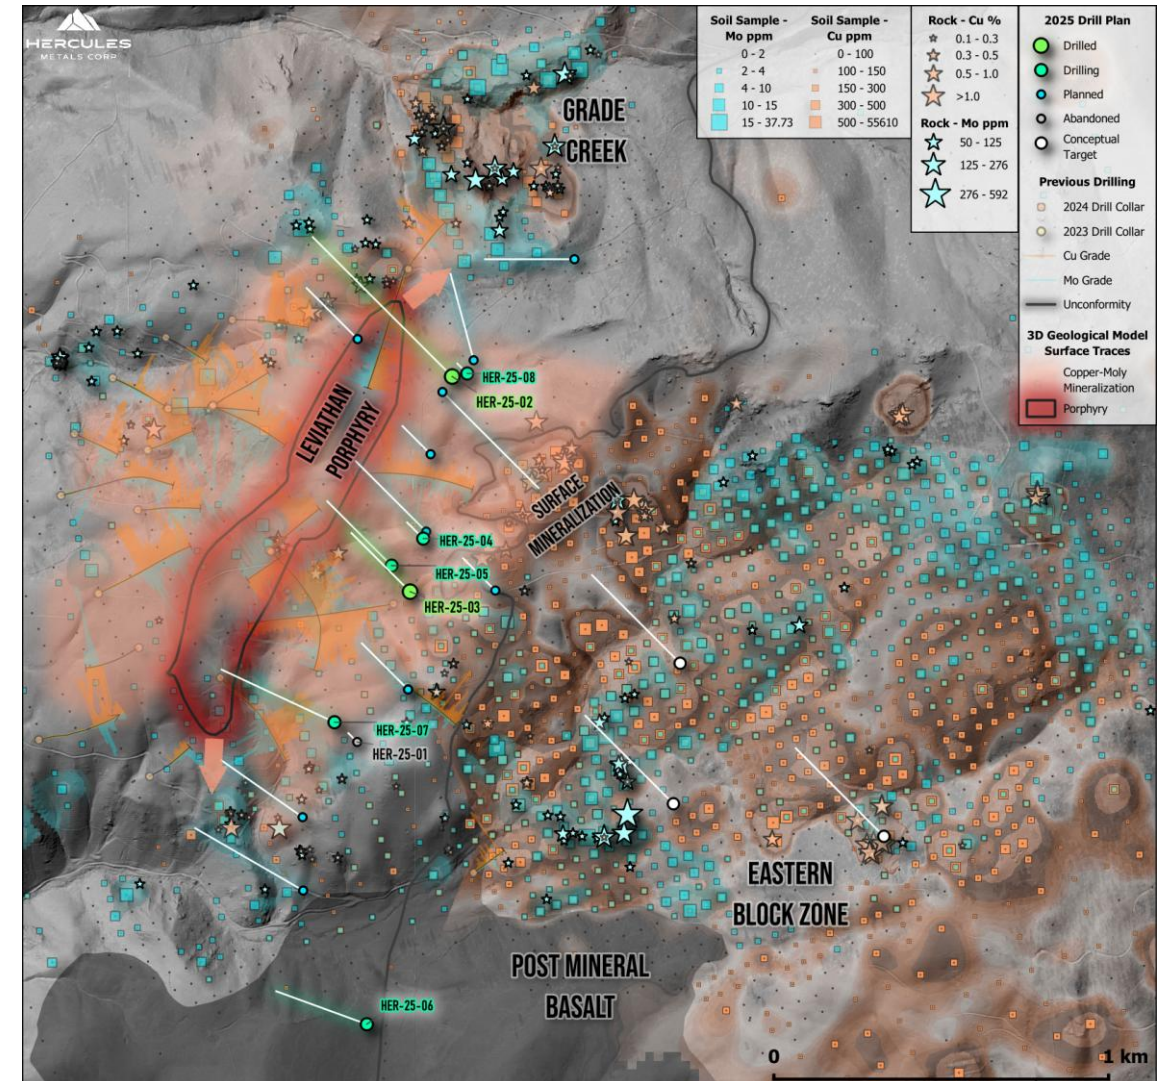 HERCULES
METALS CORP
Soil Sample -
Mo ppm
0 - 2
2 - 4
4 - 10
10 - 15
15 - 37.73
Soil Sample -
Cu ppm
0 - 100
100 - 150
150 - 300
300 - 500
500 - 55610
Rock - Cu %
0.1 - 0.3
0.3 - 0.5
0.5 - 1.0
>1.0
Rock - Mo ppm
50 - 125
125 - 276
276 - 592
2025 Drill Plan
Drilled
Drilling
Planned
Abandoned
Conceptual
Target
Previous Drilling
2024 Drill Collar
2023 Drill Collar
Cu Grade
Mo Grade
Unconformity
3D Geological Model
Surface Traces
Copper-Moly
Mineralization
Porphyry
GRADE
CREEK
LEVIATHAN
PORPHYRY
HER-25-08
HER-25-02
SURFACE
MINERALIZATION
HER-25-04
HER-25-05
HER-25-03
HER-25-07
HER-25-01
EASTERN
BLOCK ZONE
POST MINERAL
BASALT
HER-25-06
0
1 km